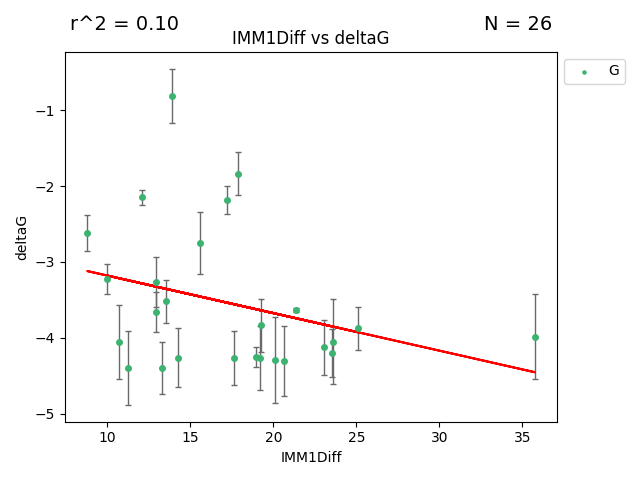 r^2 = 0.10
N = 26
IMM1Diff vs deltaG
G
−1
−2
−3
−4
−5
deltaG
10 15 20 25 30 35
IMM1Diff